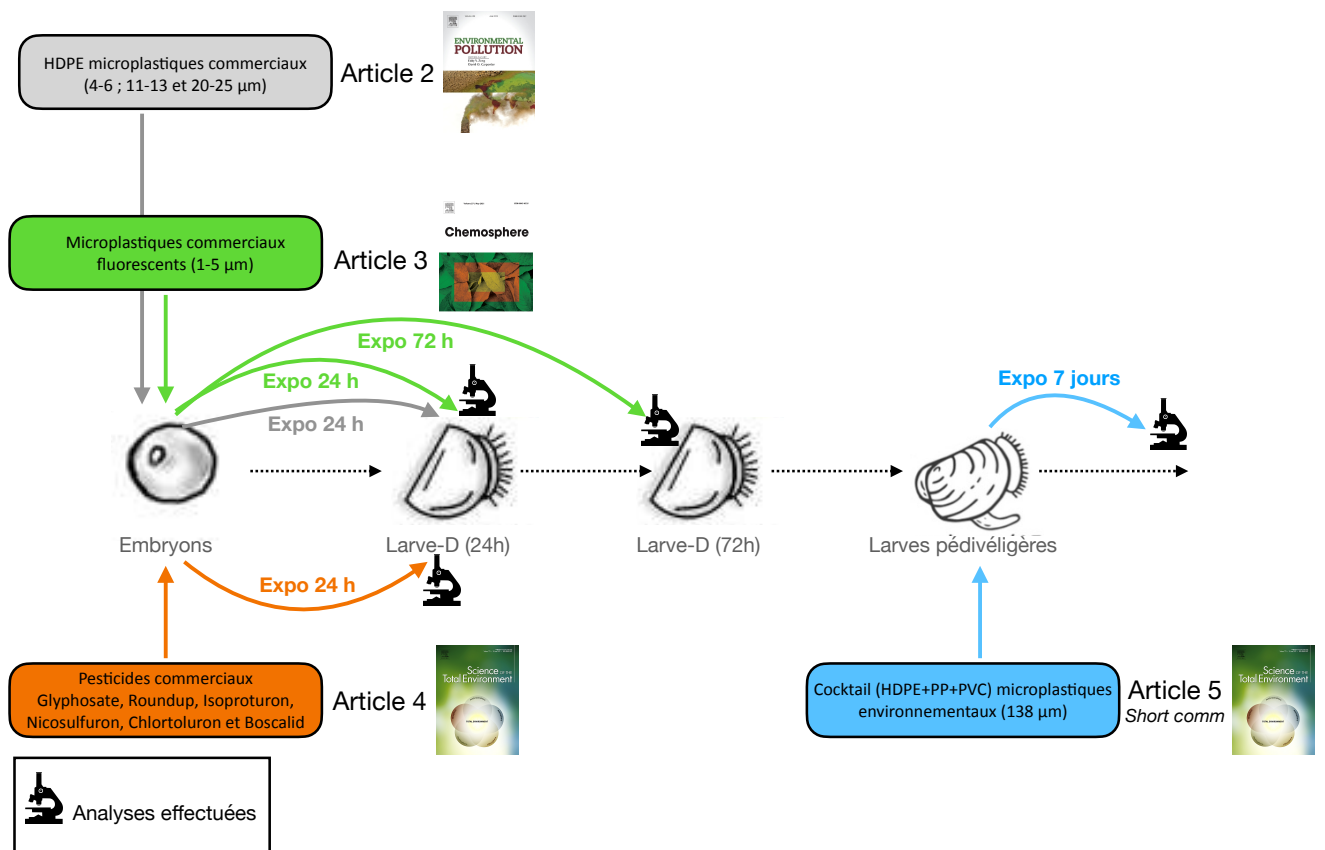 HDPE microplastiques commerciaux
(4-6 ; 11-13 et 20-25 µm)
Article 2
ENVIRONMENTAL
POLLUTION
Microplastiques commerciaux
fluorescents (1-5 µm)
Article 3
Chemosphere
Expo 72 h
Expo 24 h
Expo 24 h
Expo 7 jours
Embryons
Larve-D (24h)
Larve-D (72h)
Larves pédivéligères
Expo 24 h
Pesticides commerciaux
Glyphosate, Roundup, Isoproturon,
Nicosulfuron, Chlortoluron et Boscalid
Article 4
Science OF THE
Total Environment
Cocktail (HDPE+PP+PVC) microplastiques
environnementaux (138 µm)
Article 5
Short comm
Science OF THE
Total Environment
Analyses effectuées